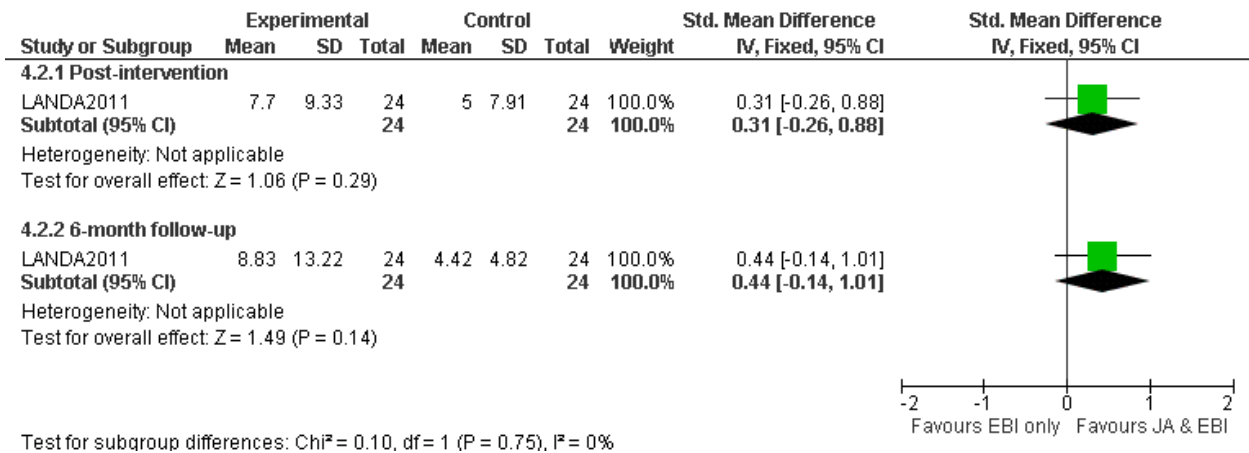 Experimental Control Std. Mean Difference Std. Mean Difference
Study or Subgroup Mean SD Total Mean SD Total Weight IV, Fixed, 95% CI IV, Fixed, 95% CI
4.2.1 Post-intervention
LANDA2011 7.7 9.33 24 5 7.91 24 100.0% 0.31 [-0.26, 0.88]
Subtotal (95% CI) 24 24 100.0% 0.31 [-0.26, 0.88]
Heterogeneity: Not applicable
Test for overall effect: Z = 1.06 (P = 0.29)
4.2.2 6-month follow-up
LANDA2011 8.83 13.22 24 4.42 4.82 24 100.0% 0.44 [-0.14, 1.01]
Subtotal (95% CI) 24 24 100.0% 0.44 [-0.14, 1.01]
Heterogeneity: Not applicable
Test for overall effect: Z = 1.49 (P = 0.14)
-2 -1 0 1 2
Favours EBI only Favours JA & EBI
Test for subgroup differences: Chi² = 0.10, df = 1 (P = 0.75), I² = 0%